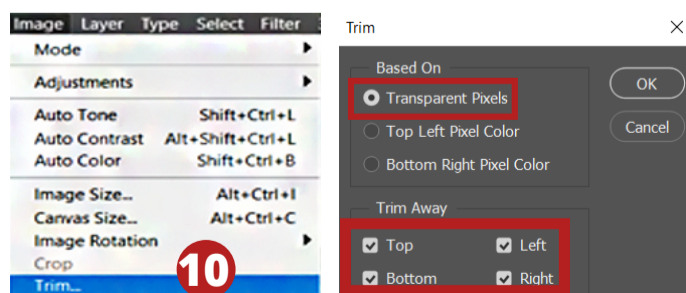 Image Layer Type Select Filter
Mode
Adjustments
Auto Tone Shift+Ctrl+L
Auto Contrast Alt+Shift+Ctrl+L
Auto Color Shift+Ctrl+B
Image Size... Alt+Ctrl+I
Canvas Size... Alt+Ctrl+C
Image Rotation
Crop
Trim...
10
Trim
Based On
Transparent Pixels
OK
Top Left Pixel Color
Cancel
Bottom Right Pixel Color
Trim Away
Top Left
Bottom Right